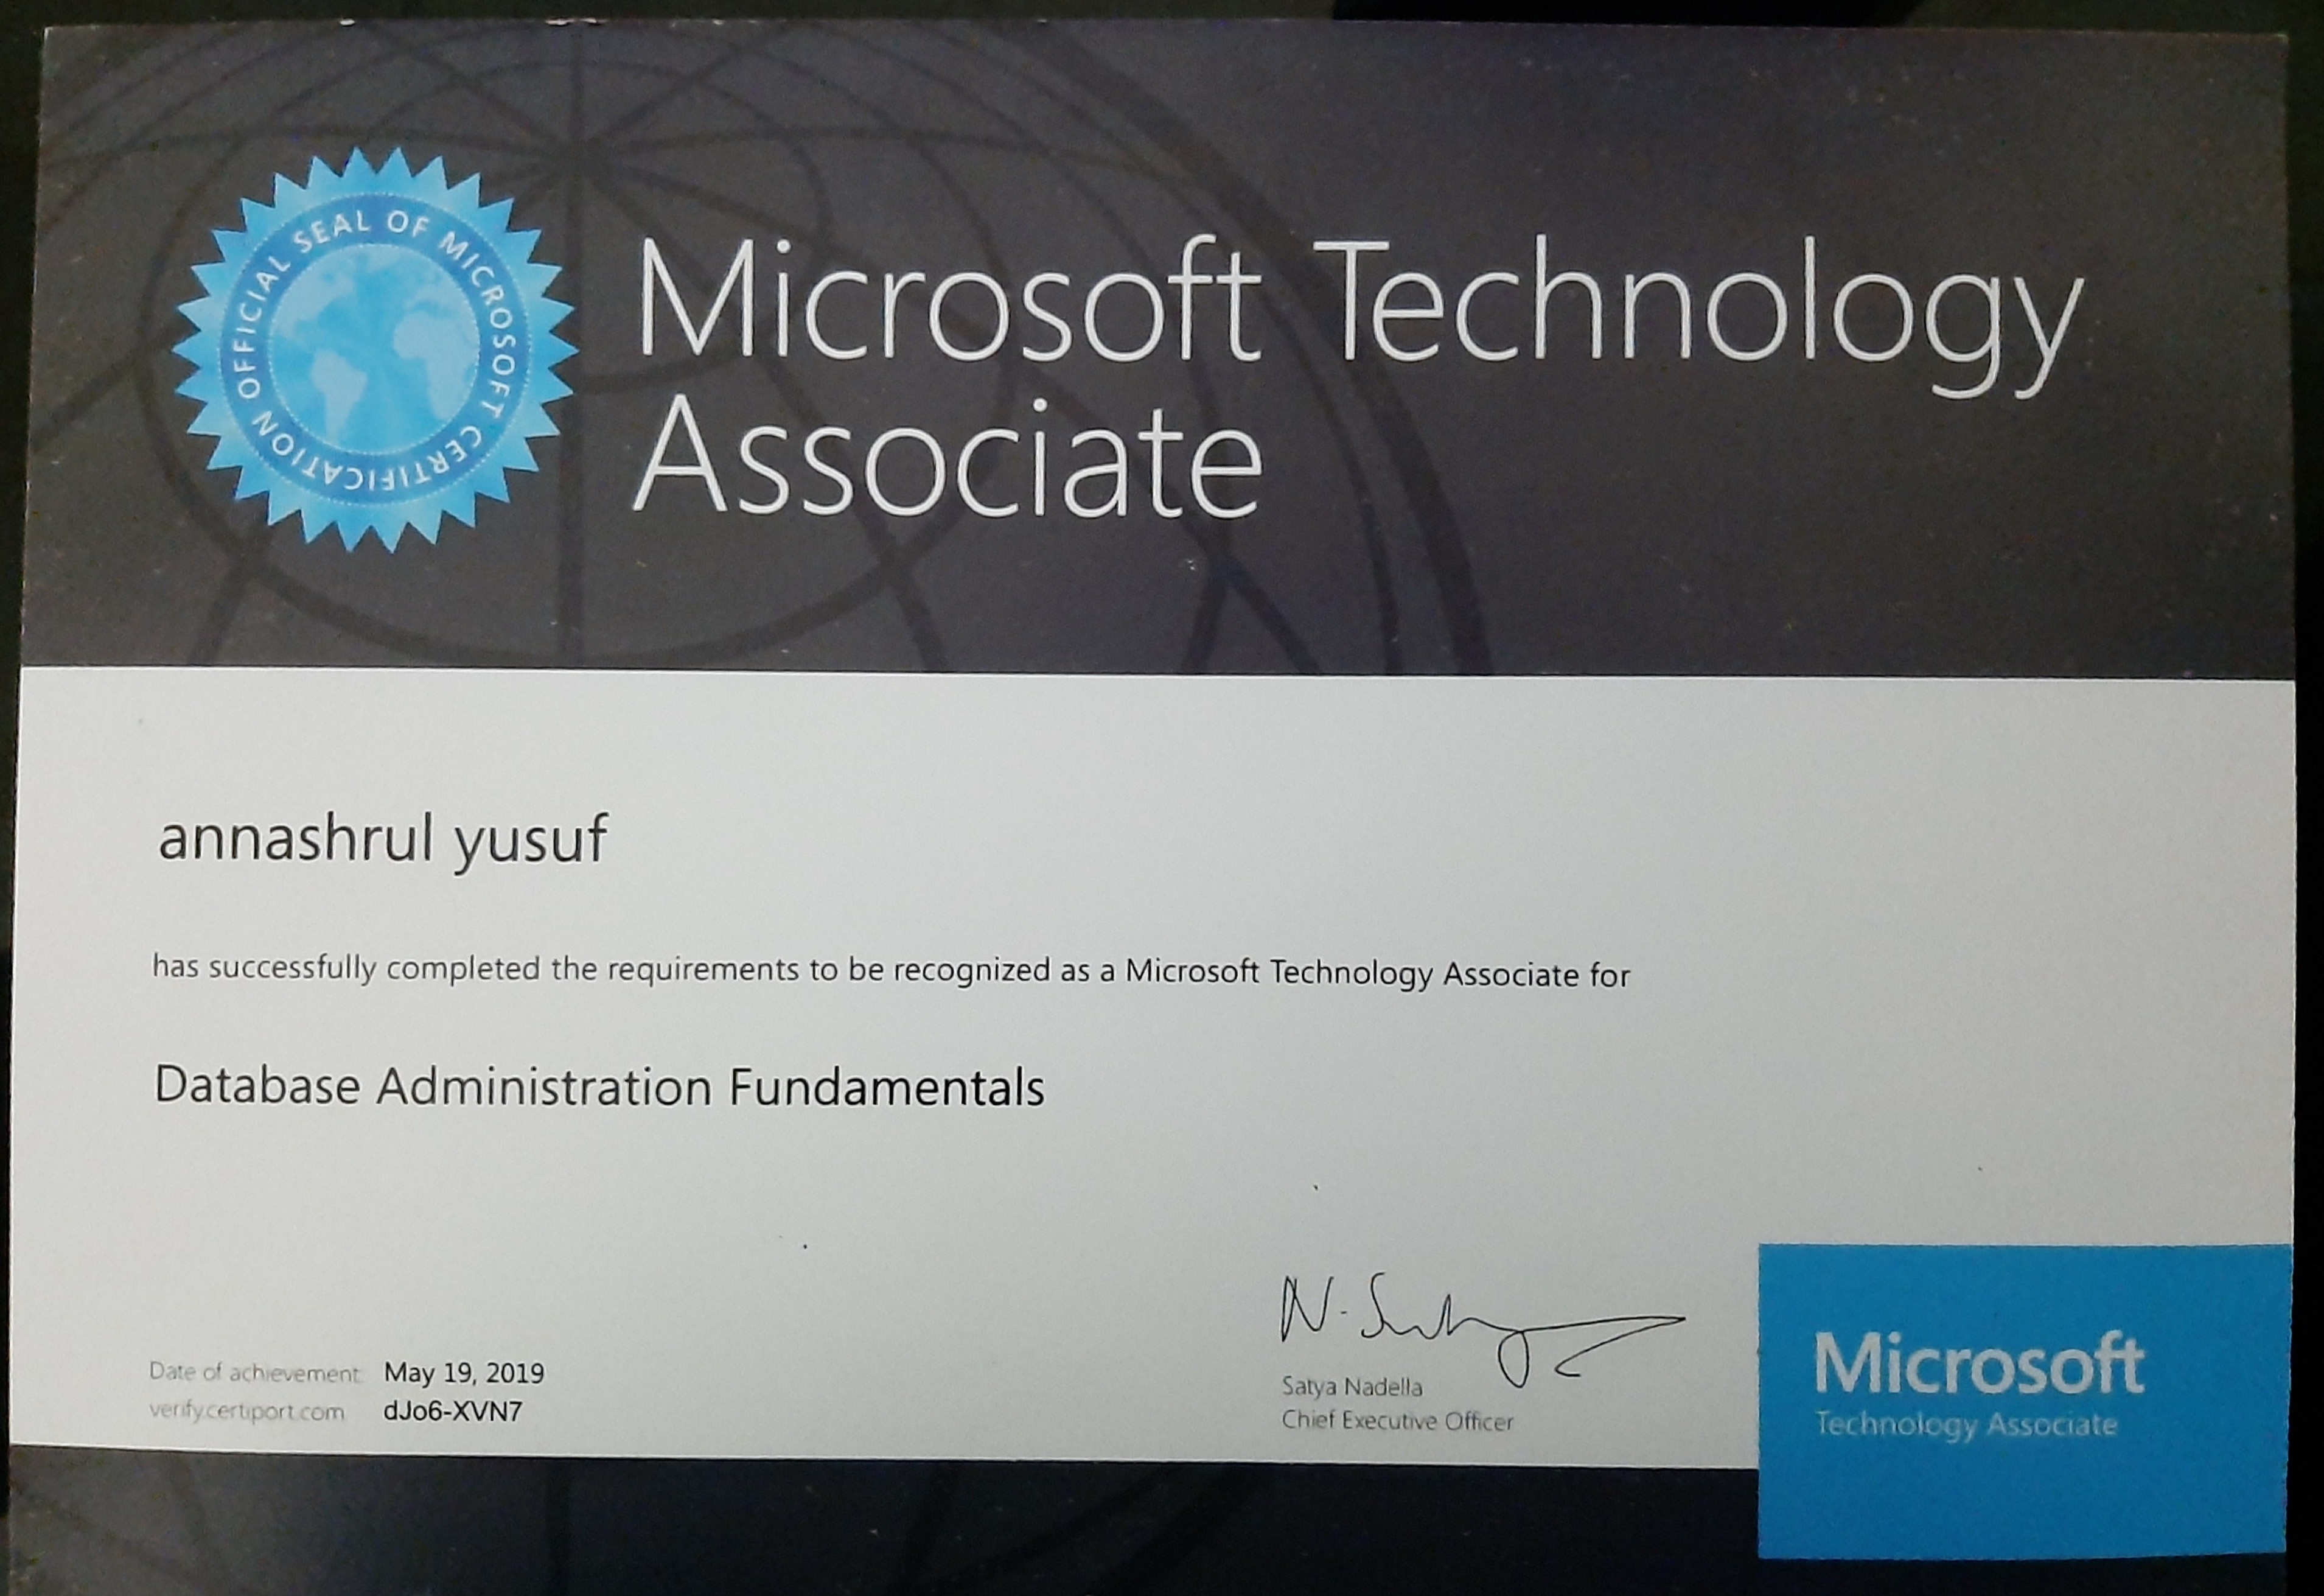 OFFICIAL SEAL OF MICROSOFT CERTIFICATION
Microsoft Technology
Associate
annashrul yusuf
has successfully completed the requirements to be recognized as a Microsoft Technology Associate for
Database Administration Fundamentals
Date of achievement: May 19, 2019
verify.certiport.com dJo6-XVN7
Satya Nadella
Chief Executive Officer
Microsoft
Technology Associate